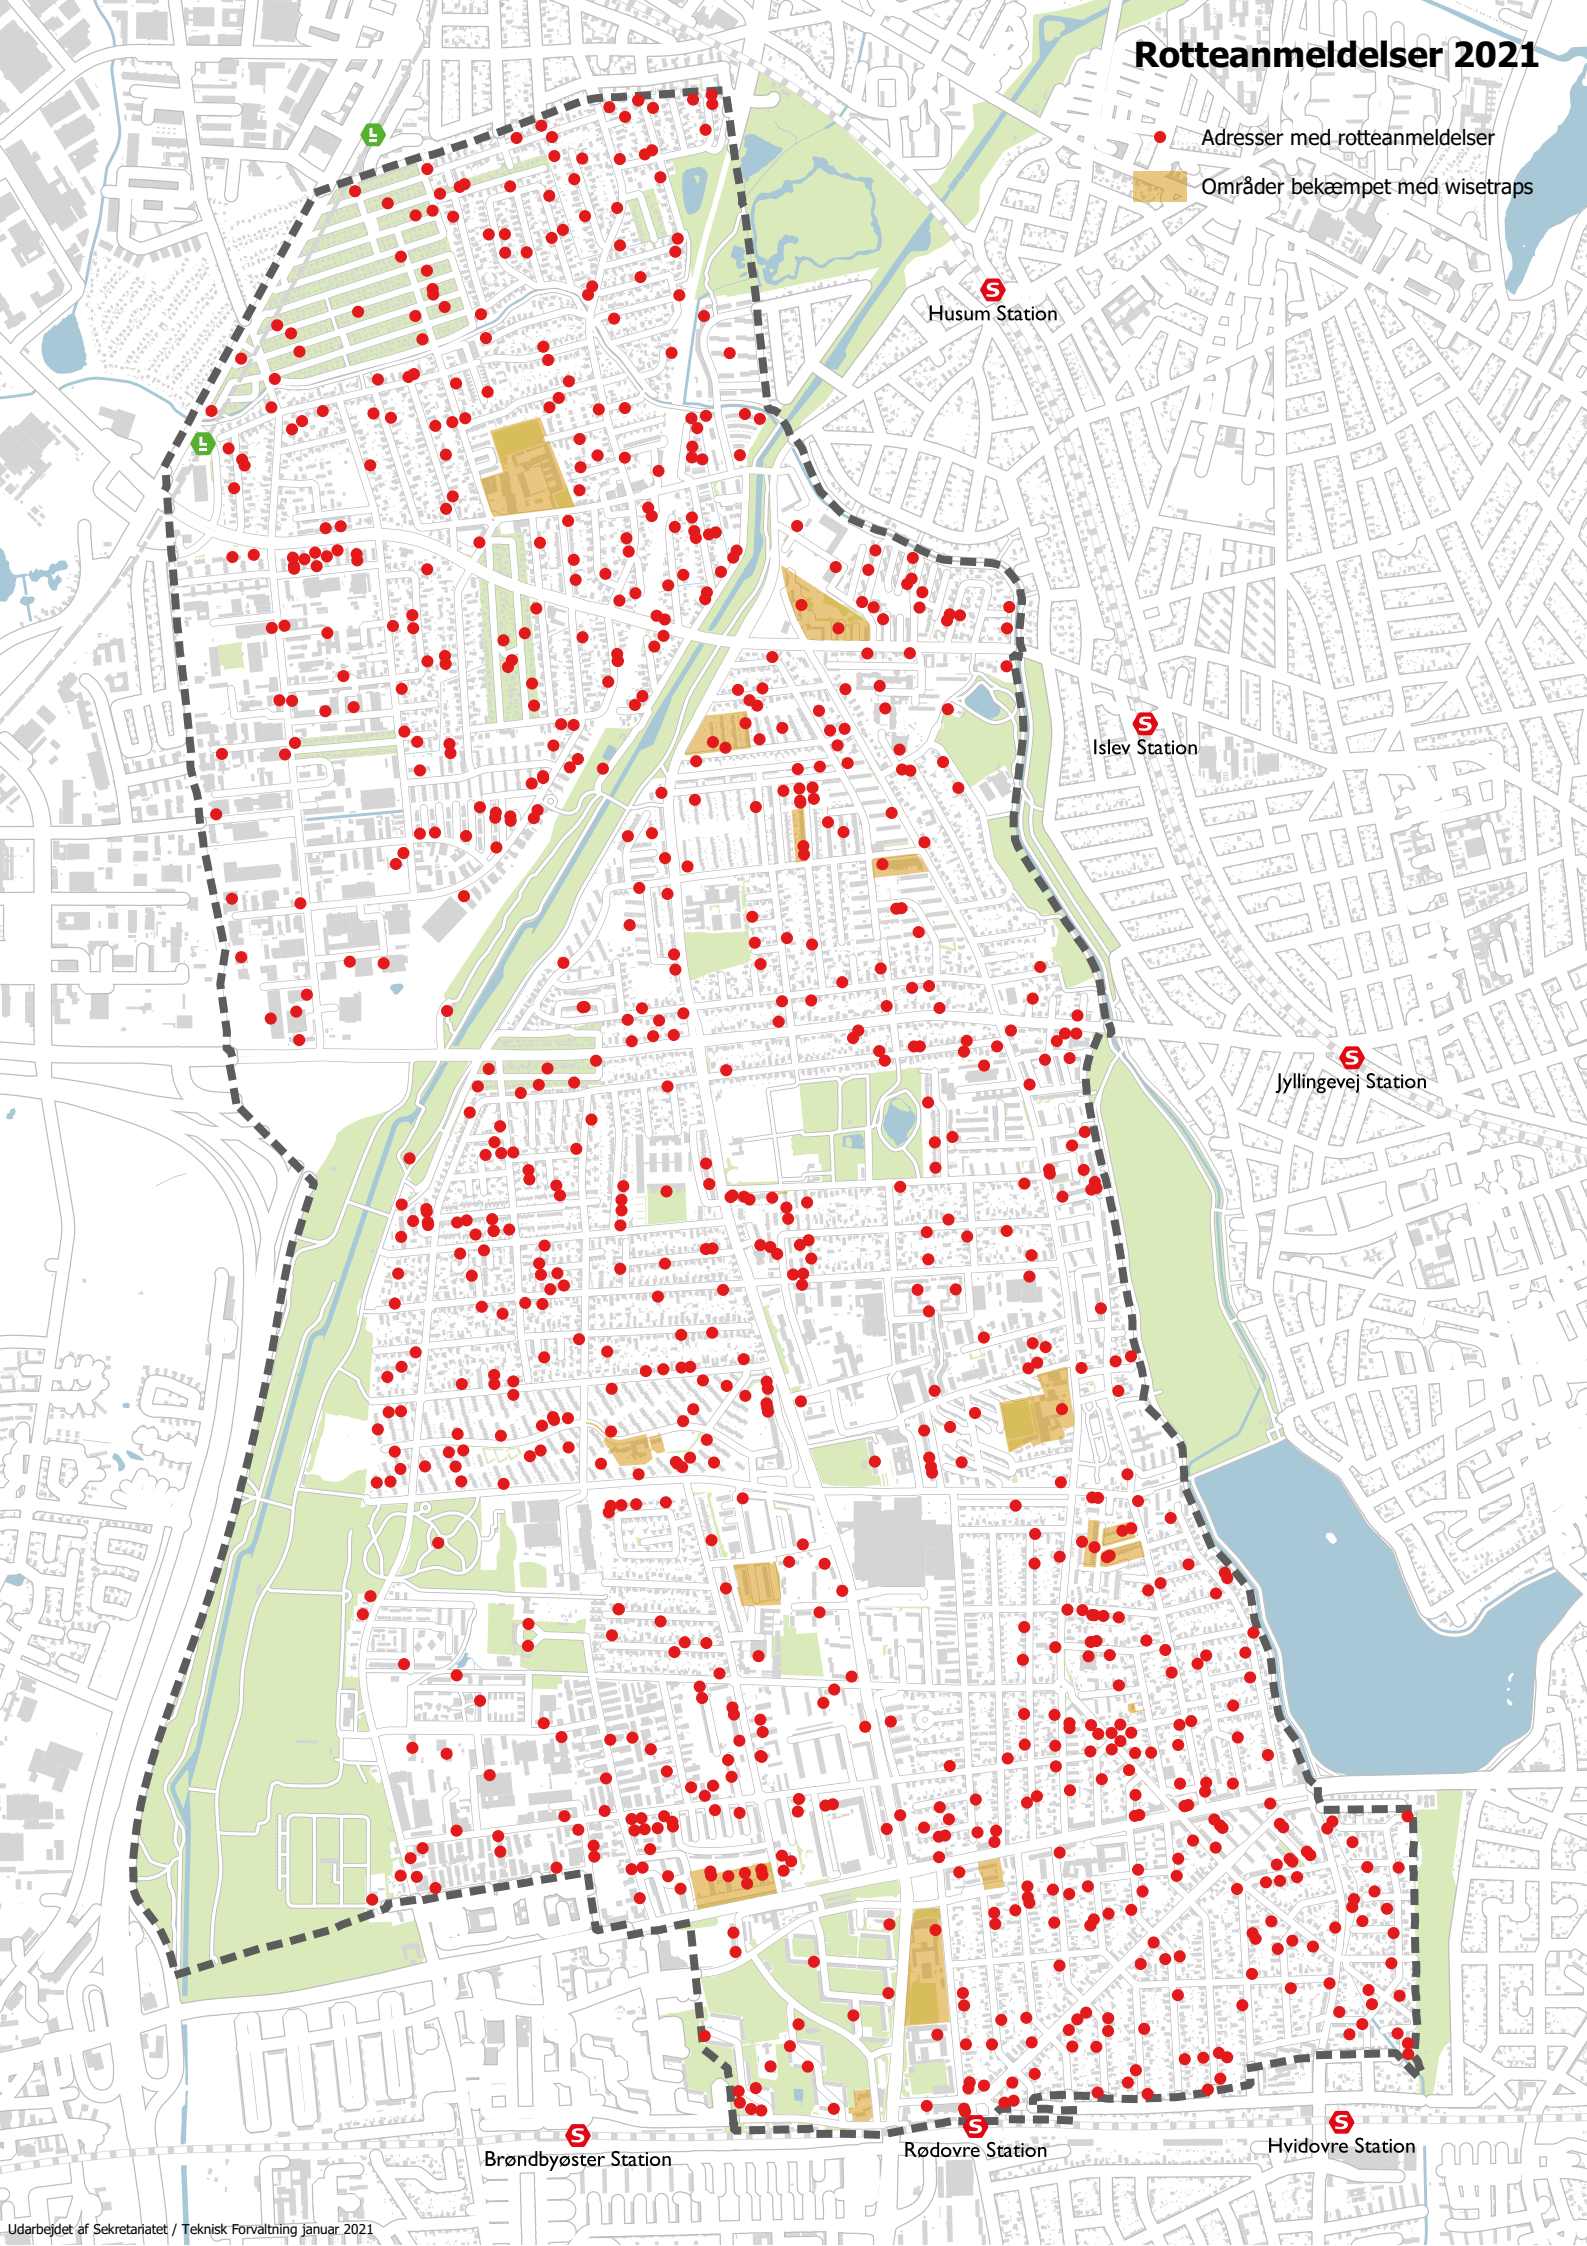 Rotteanmeldelser 2021
Adresser med rotteanmeldelser
Områder bekæmpet med wisetraps
L
S
Husum Station
L
S
Islev Station
S
Jyllingevej Station
S
Brøndbyøster Station
S
Rødovre Station
S
Hvidovre Station
Udarbejdet af Sekretariatet / Teknisk Forvaltning januar 2021